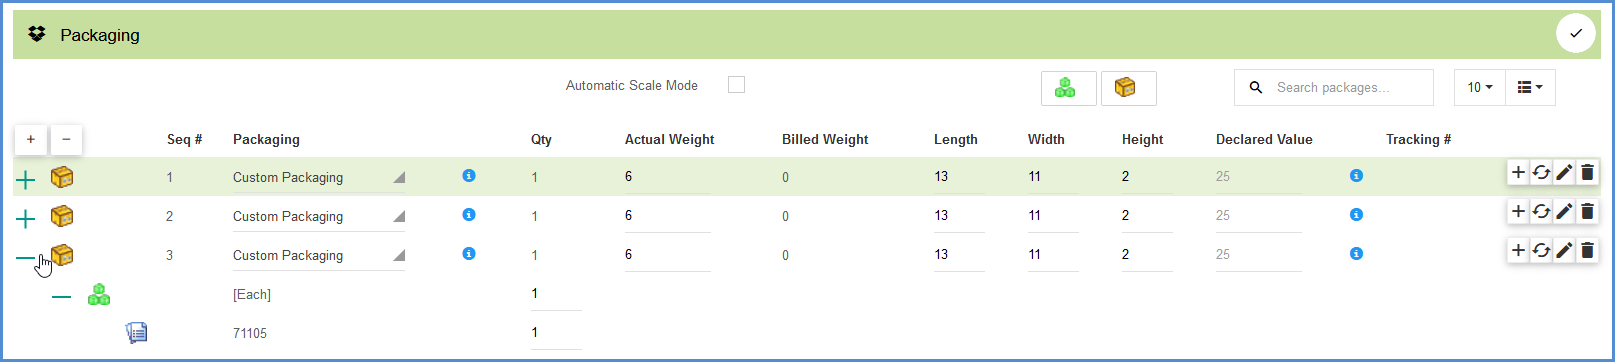 Packaging
Automatic Scale Mode
Search packages...
10
Seq # Packaging Qty Actual Weight Billed Weight Length Width Height Declared Value Tracking #
1 Custom Packaging 1 6 0 13 11 2 25
2 Custom Packaging 1 6 0 13 11 2 25
3 Custom Packaging 1 6 0 13 11 2 25
[Each] 1
71105 1